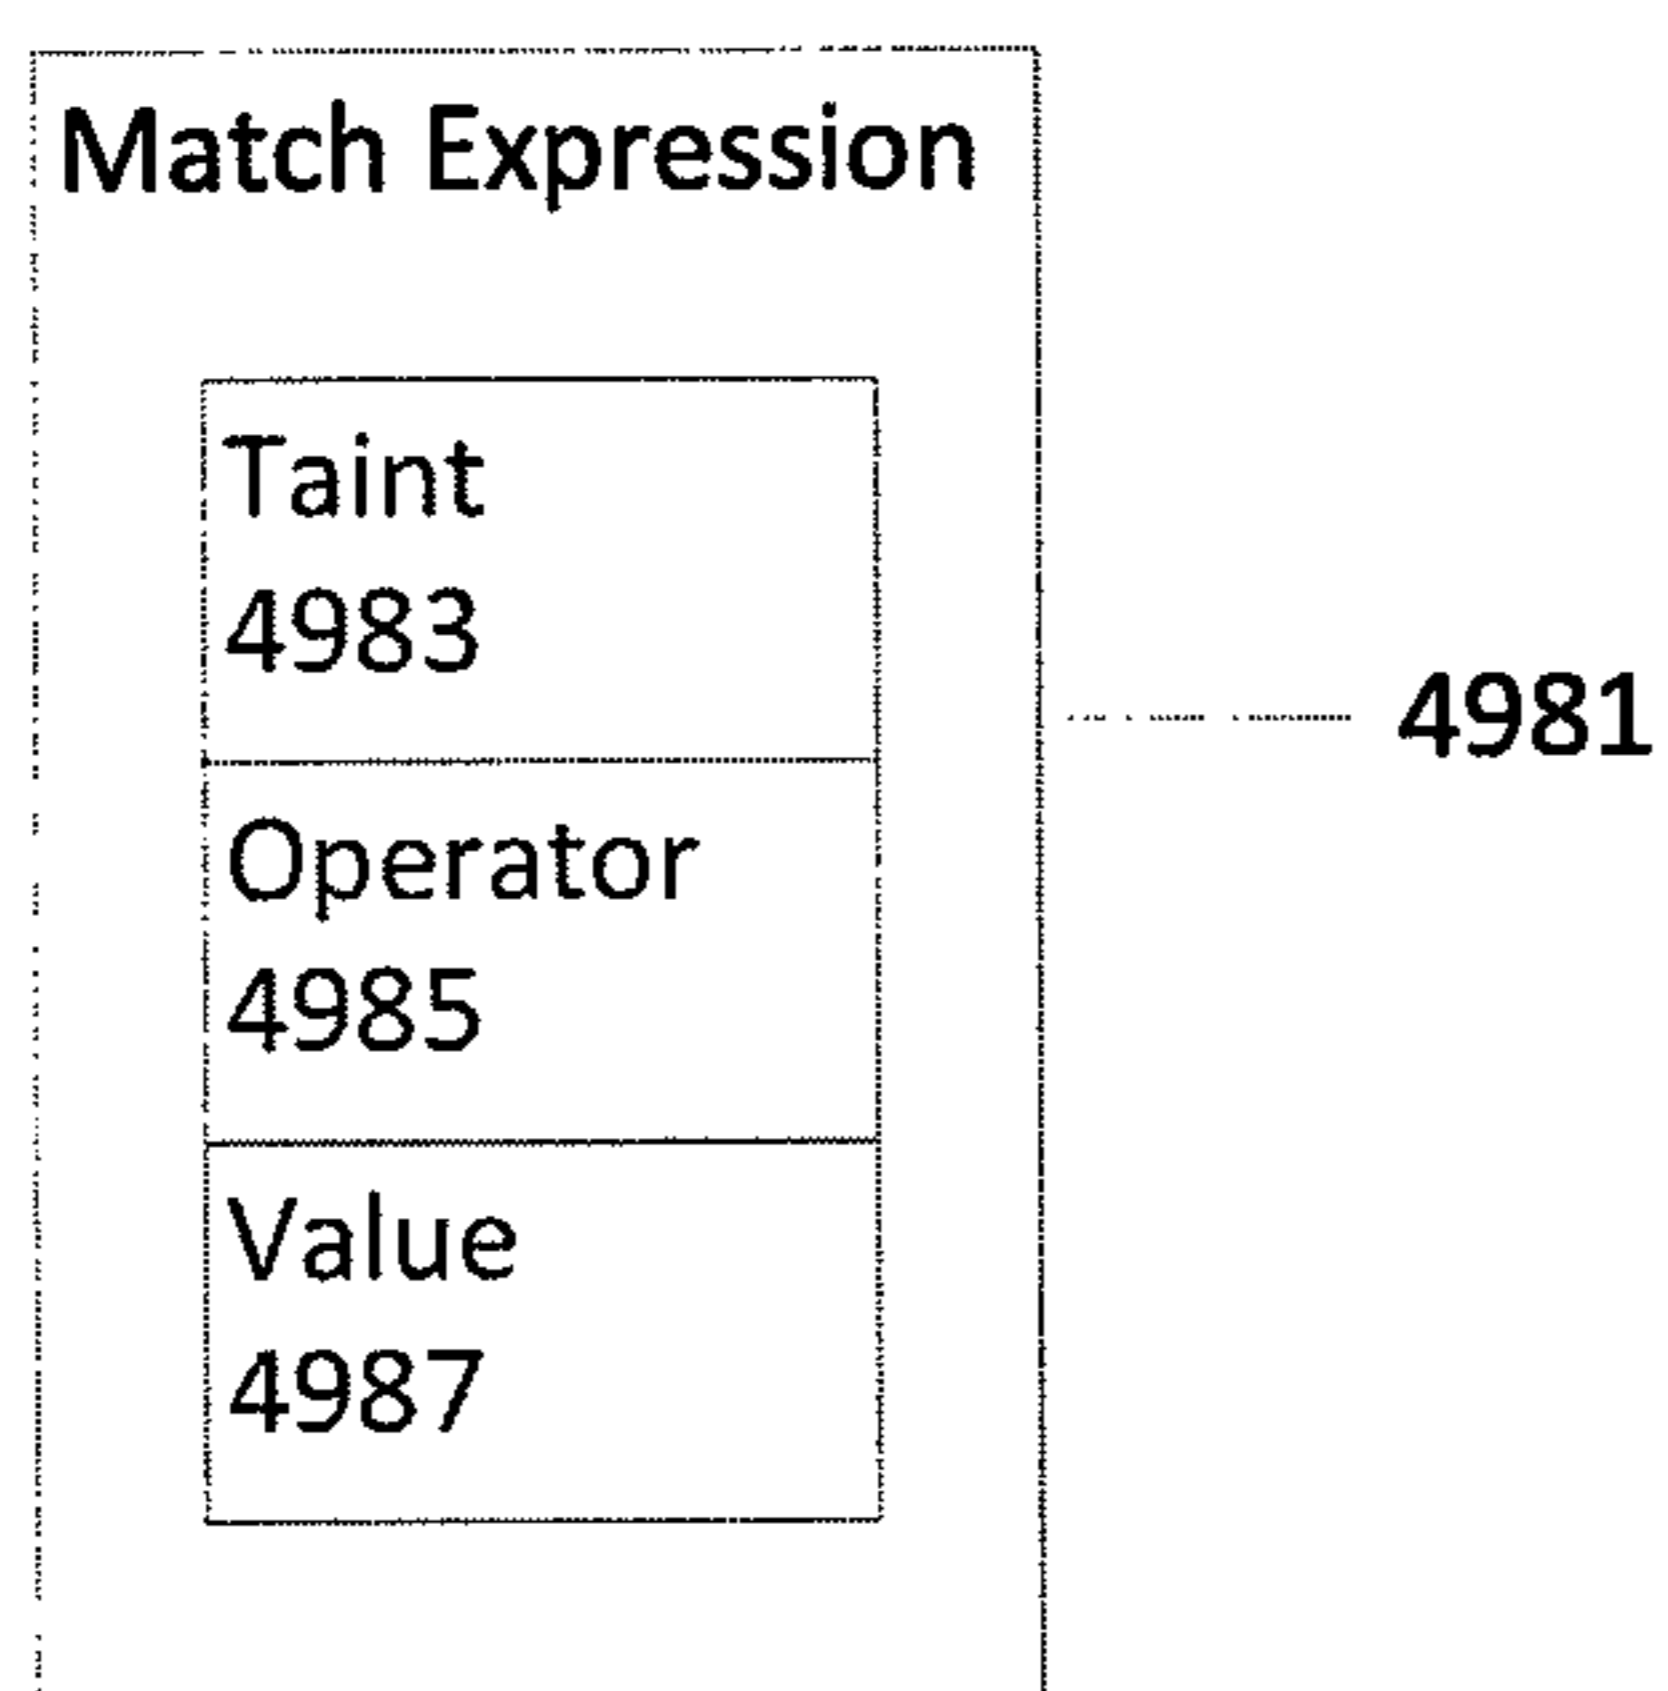 Match Expression
Taint
4983
4981
Operator
4985
Value
4987